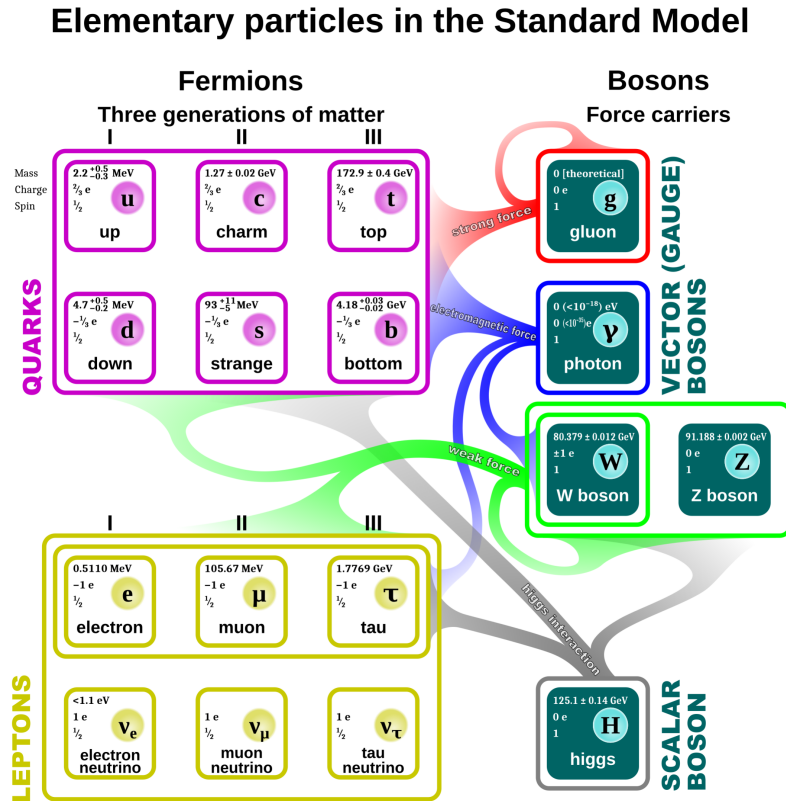 Elementary particles in the Standard Model
Fermions
Bosons
Three generations of matter
Force carriers
I II III
Mass
Charge
Spin
2.2 +0.5 −0.3 MeV
2/3 e
1/2
u
up
1.27 ± 0.02 GeV
2/3 e
1/2
c
charm
172.9 ± 0.4 GeV
2/3 e
1/2
t
top
4.7 +0.5 −0.2 MeV
−1/3 e
1/2
d
down
93 +11 −5 MeV
−1/3 e
1/2
s
strange
4.18 +0.03 −0.02 GeV
−1/3 e
1/2
b
bottom
QUARKS
strong force
electromagnetic force
weak force
higgs interaction
0 [theoretical]
0 e
1
g
gluon
0 (<10⁻¹⁸) eV
0 (<10⁻³⁵)e
1
γ
photon
VECTOR (GAUGE)
BOSONS
80.379 ± 0.012 GeV
±1 e
1
W
W boson
91.188 ± 0.002 GeV
0 e
1
Z
Z boson
I II III
0.5110 MeV
−1 e
1/2
e
electron
105.67 MeV
−1 e
1/2
μ
muon
1.7769 GeV
−1 e
1/2
τ
tau
<1.1 eV
1 e
1/2
νe
electron
neutrino
1 e
1/2
νμ
muon
neutrino
1 e
1/2
ντ
tau
neutrino
LEPTONS
125.1 ± 0.14 GeV
0 e
1
H
higgs
SCALAR
BOSON